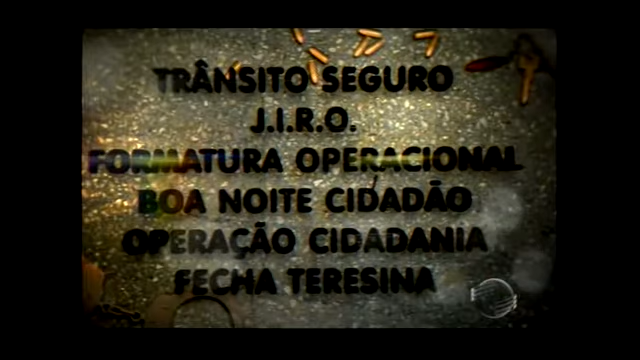 TRÂNSITO SEGURO
J.I.R.O.
FORMATURA OPERACIONAL
BOA NOITE CIDADÃO
OPERAÇÃO CIDADANIA
FECHA TERESINA